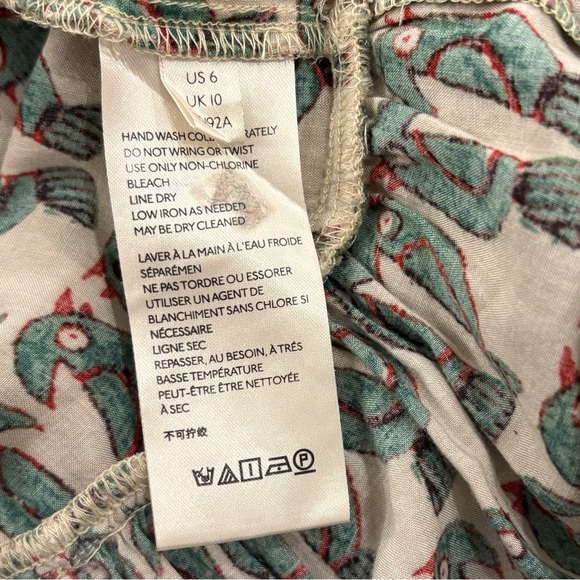 US 6
UK 10
92A
HAND WASH COLD
DO NOT WRING OR TWIST
USE ONLY NON-CHLORINE
BLEACH
LINE DRY
LOW IRON AS NEEDED
MAY BE DRY CLEANED
LAVER À LA MAIN À L'EAU FROIDE
SÉPARÉMEN
NE PAS TORDRE OU ESSORER
UTILISER UN AGENT DE
BLANCHIMENT SANS CHLORE SI
NÉCESSAIRE
LIGNE SEC
REPASSER, AU BESOIN, À TRÉS
BASSE TEMPÉRATURE
PEUT-ÊTRE ÊTRE NETTOYÉE
À SEC
不可拧绞
P